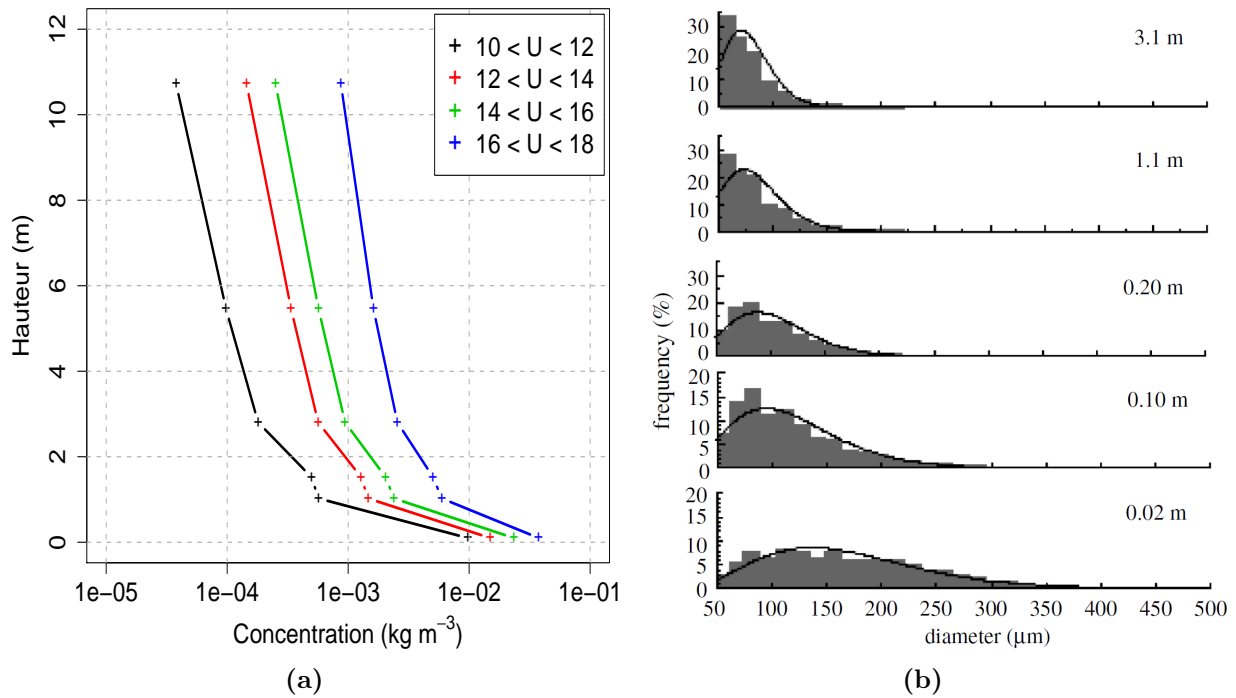 12
10
8
6
4
2
0
Hauteur (m)
10 < U < 12
12 < U < 14
14 < U < 16
16 < U < 18
1e−05 1e−04 1e−03 1e−02 1e−01
Concentration (kg m⁻³)
(a)
30
20
10
0
3.1 m
30
20
10
0
1.1 m
30
20
10
0
0.20 m
20
15
10
5
0
0.10 m
20
15
10
5
0
0.02 m
frequency (%)
50 100 150 200 250 300 350 400 450 500
diameter (μm)
(b)